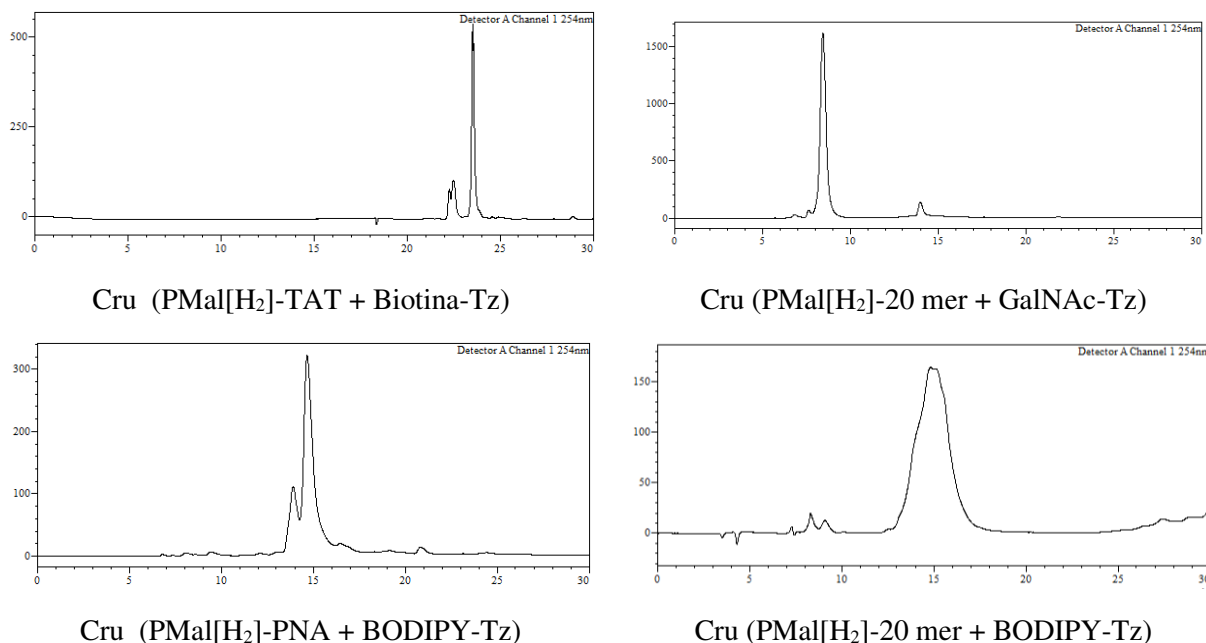 Detector A Channel 1 254nm
500
250
0
0 5 10 15 20 25 30
Cru (PMal[H₂]-TAT + Biotina-Tz)
Detector A Channel 1 254nm
1500
1000
500
0
0 5 10 15 20 25 30
Cru (PMal[H₂]-20 mer + GalNAc-Tz)
Detector A Channel 1 254nm
300
200
100
0
0 5 10 15 20 25 30
Cru (PMal[H₂]-PNA + BODIPY-Tz)
Detector A Channel 1 254nm
150
100
50
0
0 5 10 15 20 25 30
Cru (PMal[H₂]-20 mer + BODIPY-Tz)